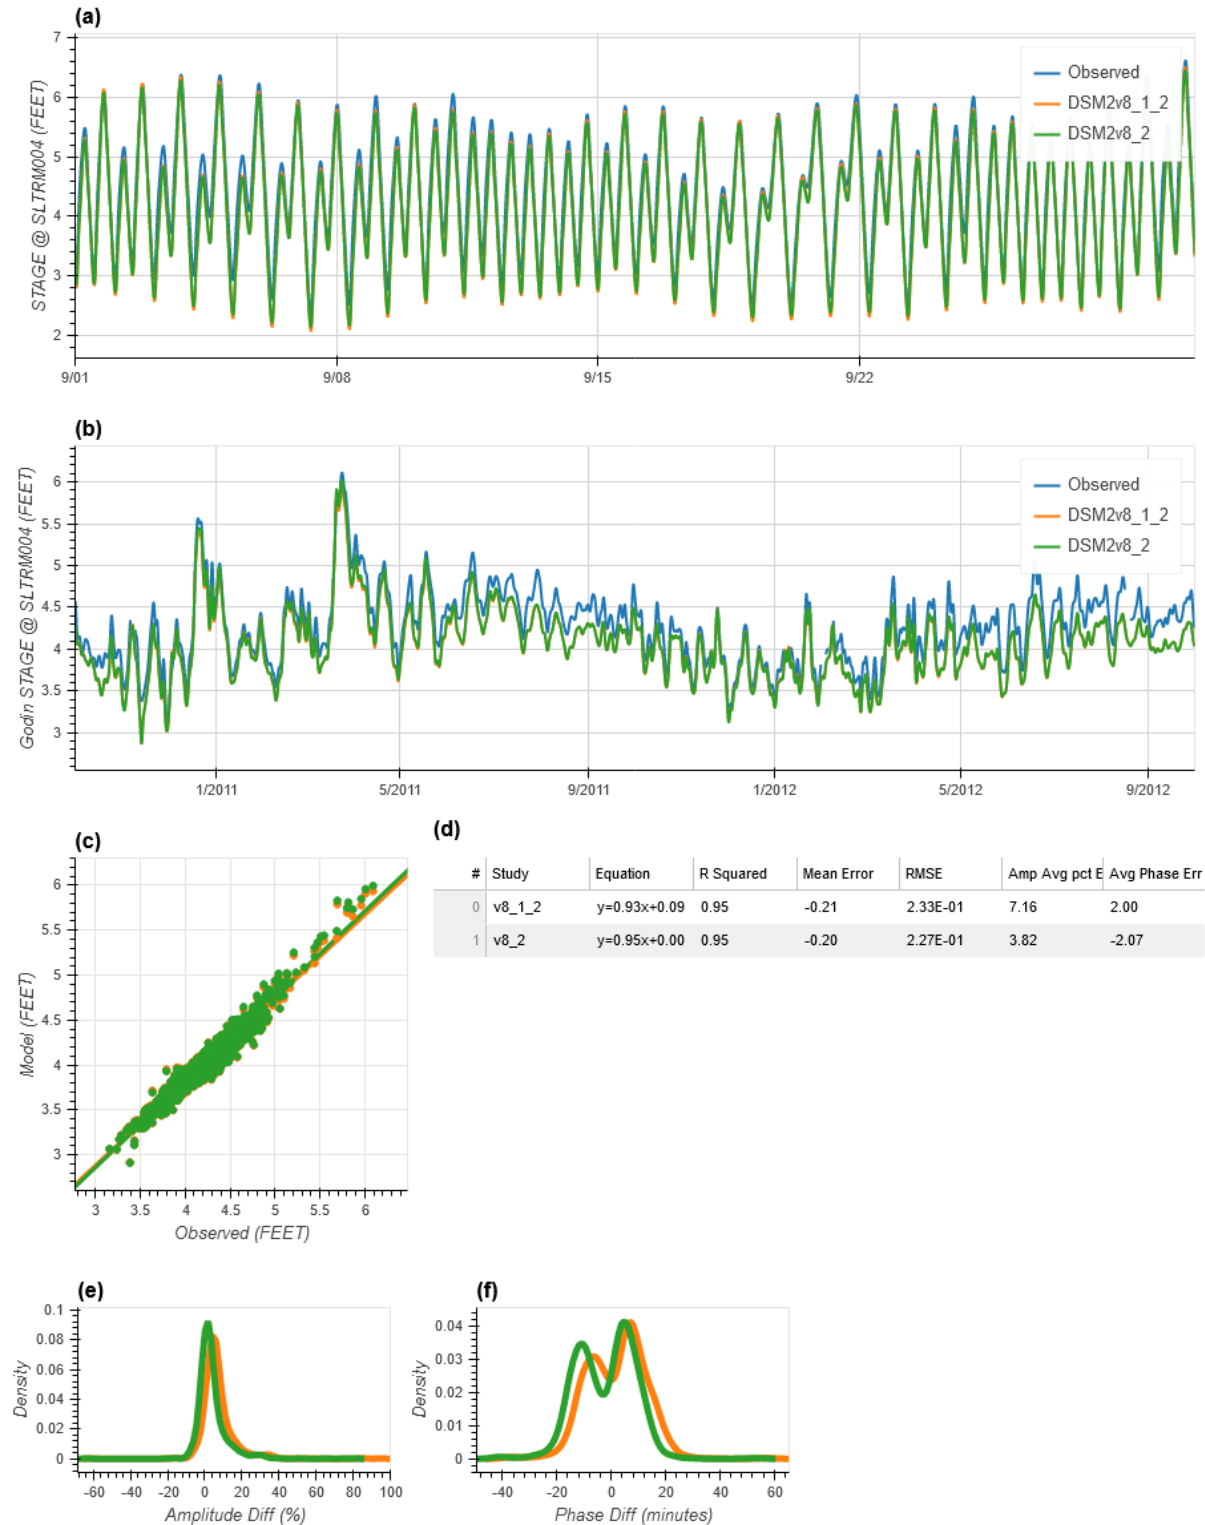 (a)
STAGE @ SLTRM004 (FEET)
7
6
5
4
3
2
Observed
DSM2v8_1_2
DSM2v8_2
9/01
9/08
9/15
9/22
(b)
Godin STAGE @ SLTRM004 (FEET)
6
5.5
5
4.5
4
3.5
3
Observed
DSM2v8_1_2
DSM2v8_2
1/2011
5/2011
9/2011
1/2012
5/2012
9/2012
(c)
Model (FEET)
6
5.5
5
4.5
4
3.5
3
3
3.5
4
4.5
5
5.5
6
Observed (FEET)
(d)
# Study Equation R Squared Mean Error RMSE Amp Avg pct E Avg Phase Err
0 v8_1_2 y=0.93x+0.09 0.95 -0.21 2.33E-01 7.16 2.00
1 v8_2 y=0.95x+0.00 0.95 -0.20 2.27E-01 3.82 -2.07
(e)
Density
0.1
0.08
0.06
0.04
0.02
0
-60
-40
-20
0
20
40
60
80
100
Amplitude Diff (%)
(f)
Density
0.04
0.03
0.02
0.01
0
-40
-20
0
20
40
60
Phase Diff (minutes)